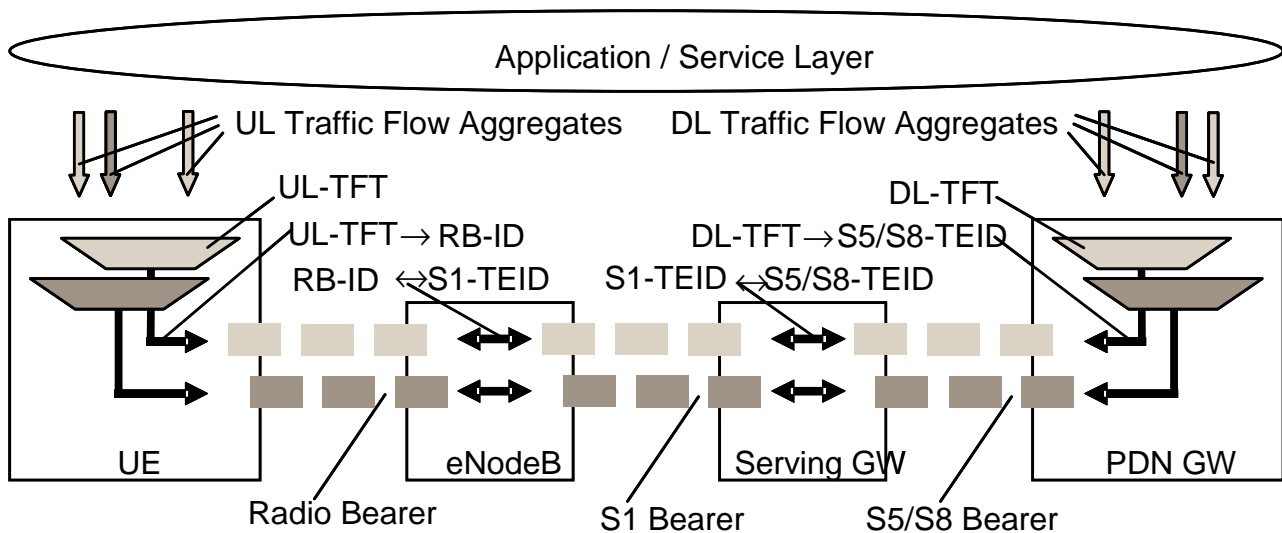 Application / Service Layer
UL Traffic Flow Aggregates
DL Traffic Flow Aggregates
UL-TFT
DL-TFT
UL-TFT → RB-ID
DL-TFT → S5/S8-TEID
RB-ID ↔ S1-TEID
S1-TEID ↔ S5/S8-TEID
UE
eNodeB
Serving GW
PDN GW
Radio Bearer
S1 Bearer
S5/S8 Bearer